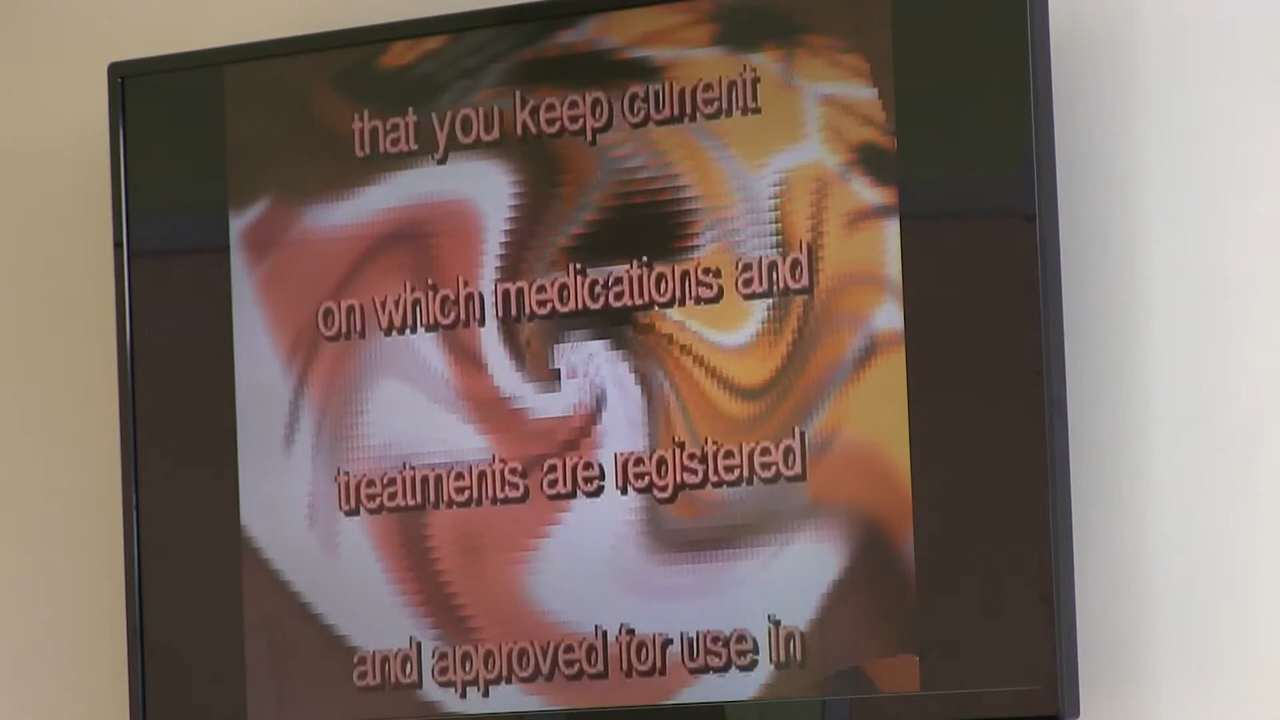 that you keep current
on which medications and
treatments are registered
and approved for use in